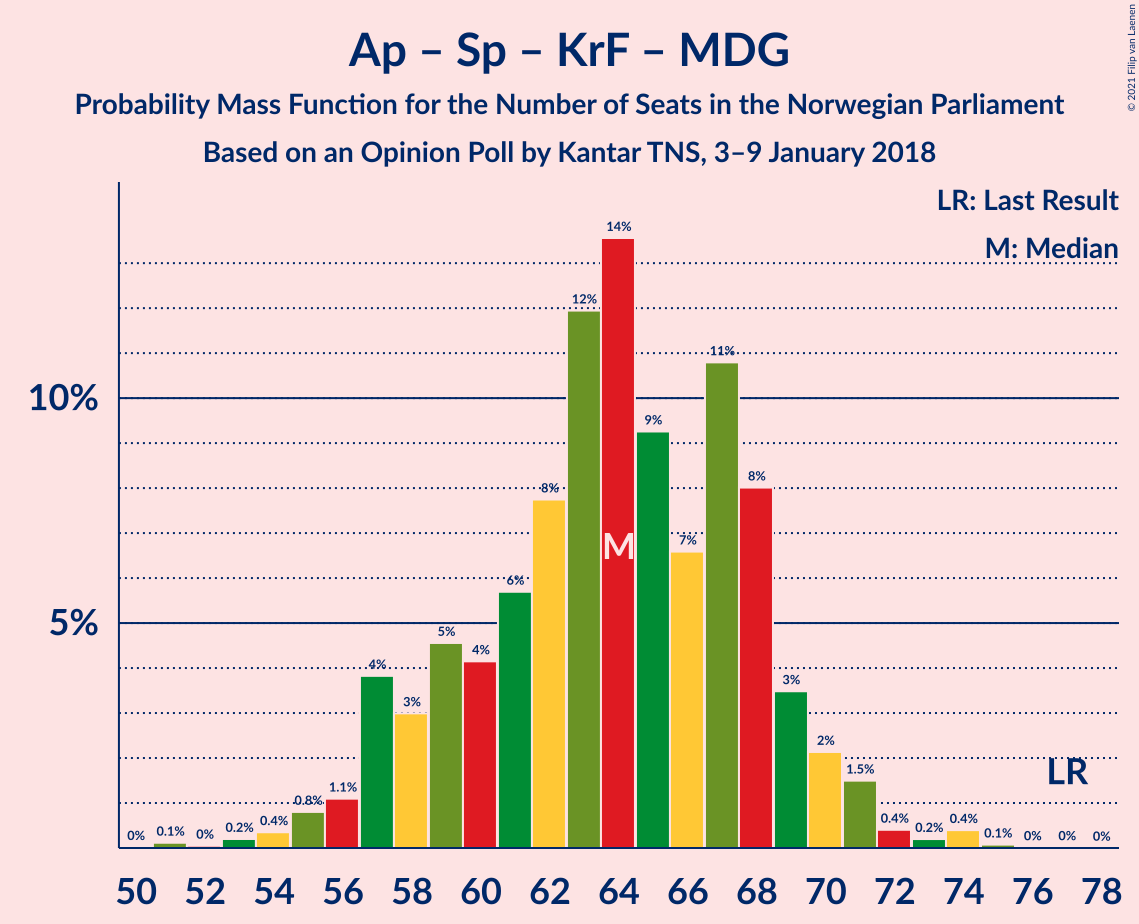 Ap – Sp – KrF – MDG
Probability Mass Function for the Number of Seats in the Norwegian Parliament
Based on an Opinion Poll by Kantar TNS, 3–9 January 2018
© 2021 Filip van Laenen
LR: Last Result
M: Median
10%
5%
0% 0.1% 0% 0.2% 0.4% 0.8% 1.1% 4% 3% 5% 4% 6% 8% 12% 14% 9% 7% 11% 8% 3% 2% 1.5% 0.4% 0.2% 0.4% 0.1% 0% 0% 0%
M
LR
50 52 54 56 58 60 62 64 66 68 70 72 74 76 78